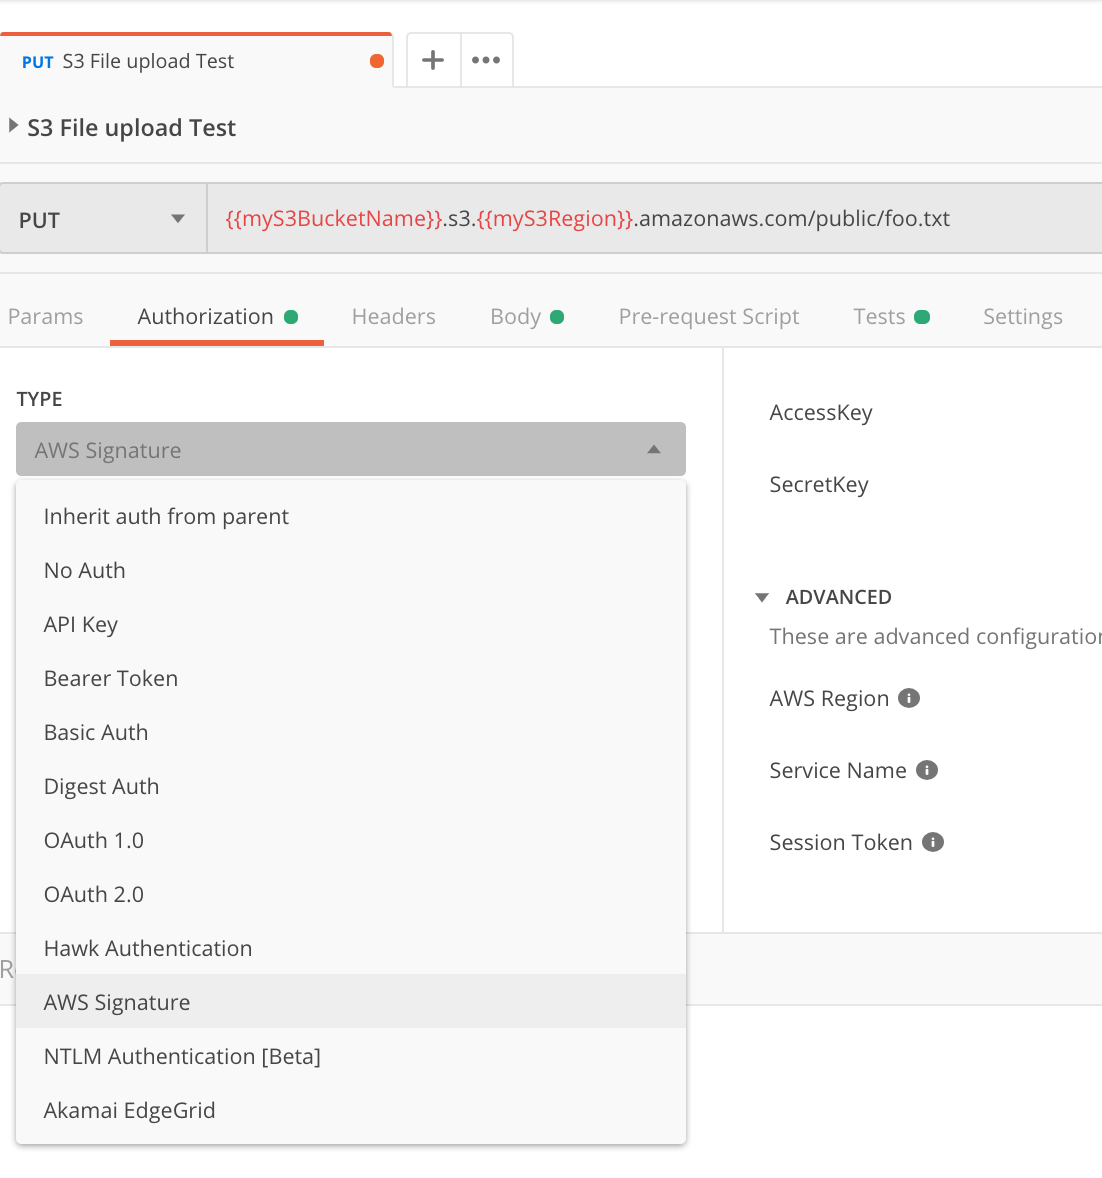 PUT S3 File upload Test
S3 File upload Test
PUT {{myS3BucketName}}.s3.{{myS3Region}}.amazonaws.com/public/foo.txt
Params Authorization Headers Body Pre-request Script Tests Settings
TYPE
AWS Signature
Inherit auth from parent
No Auth
API Key
Bearer Token
Basic Auth
Digest Auth
OAuth 1.0
OAuth 2.0
Hawk Authentication
AWS Signature
NTLM Authentication [Beta]
Akamai EdgeGrid
AccessKey
SecretKey
ADVANCED
These are advanced
AWS Region
Service Name
Session Token